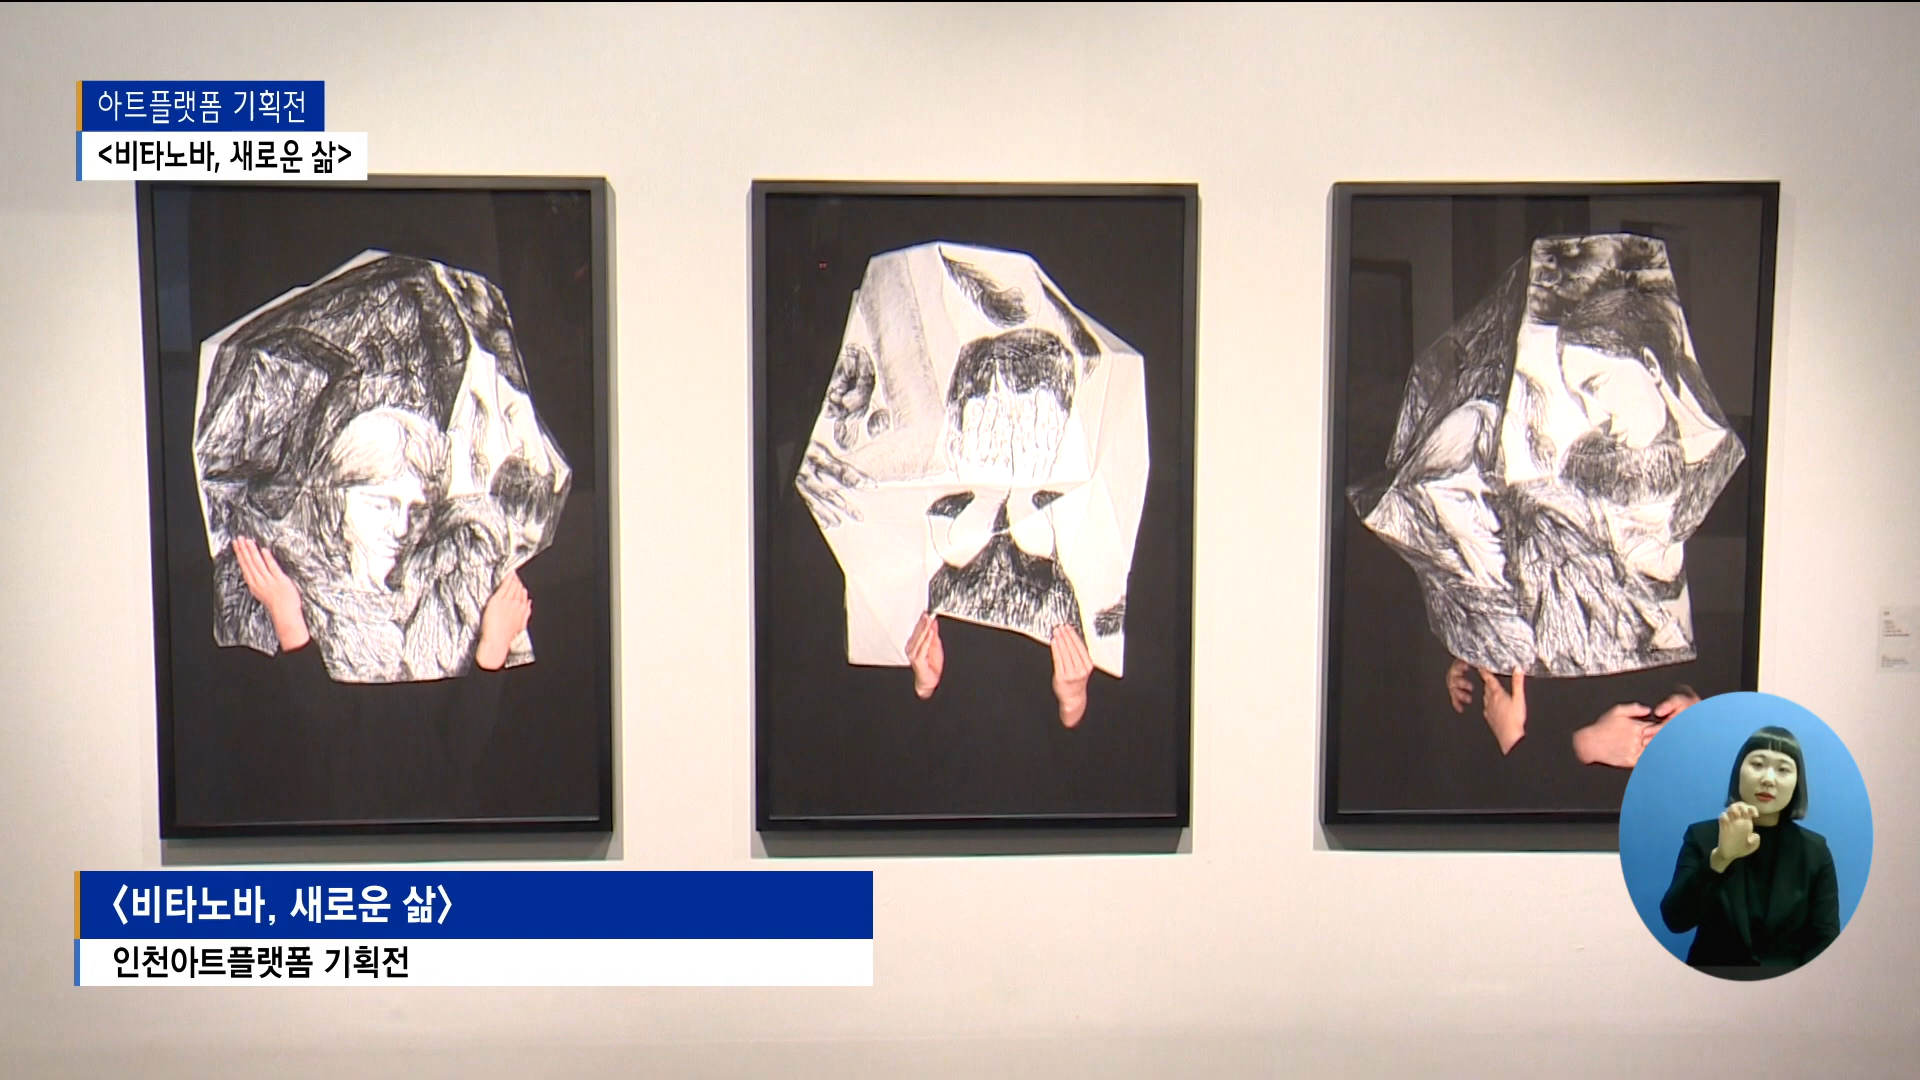 아트플랫폼 기획전
<비타노바, 새로운 삶>
<비타노바, 새로운 삶>
인천아트플랫폼 기획전